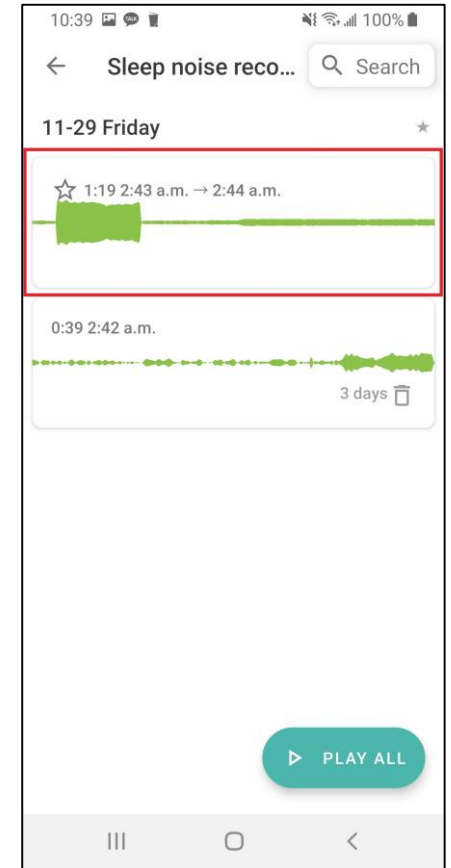 10:39 TALK 100%
Sleep noise reco... Search
11-29 Friday
1:19 2:43 a.m. → 2:44 a.m.
0:39 2:42 a.m.
3 days
PLAY ALL